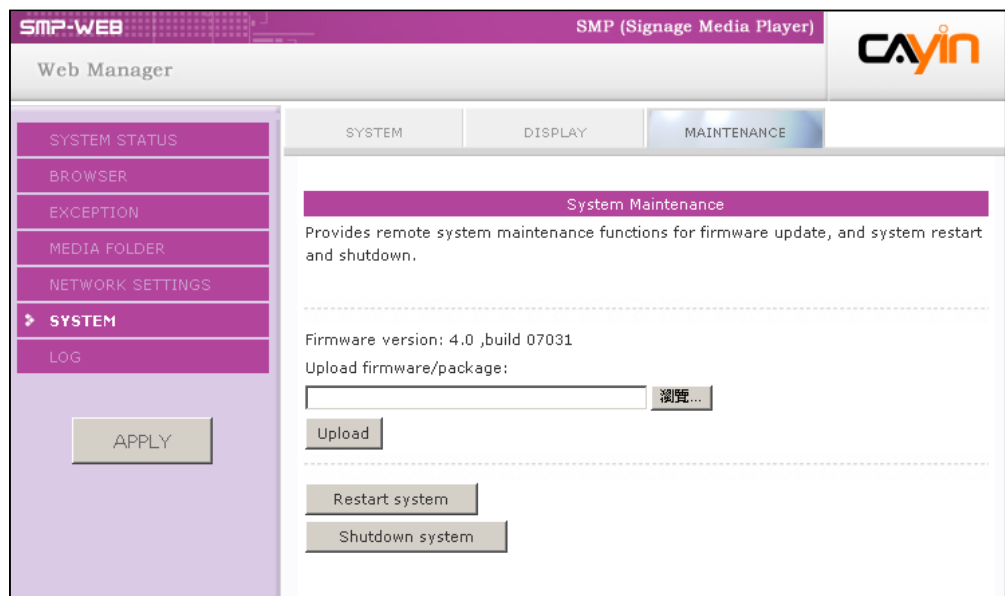 SMP-WEB
SMP (Signage Media Player)
CAyin
Web Manager
SYSTEM STATUS
BROWSER
EXCEPTION
MEDIA FOLDER
NETWORK SETTINGS
SYSTEM
LOG
APPLY
SYSTEM
DISPLAY
MAINTENANCE
System Maintenance
Provides remote system maintenance functions for firmware update, and system restart
and shutdown.
Firmware version: 4.0 ,build 07031
Upload firmware/package:
瀏覽...
Upload
Restart system
Shutdown system